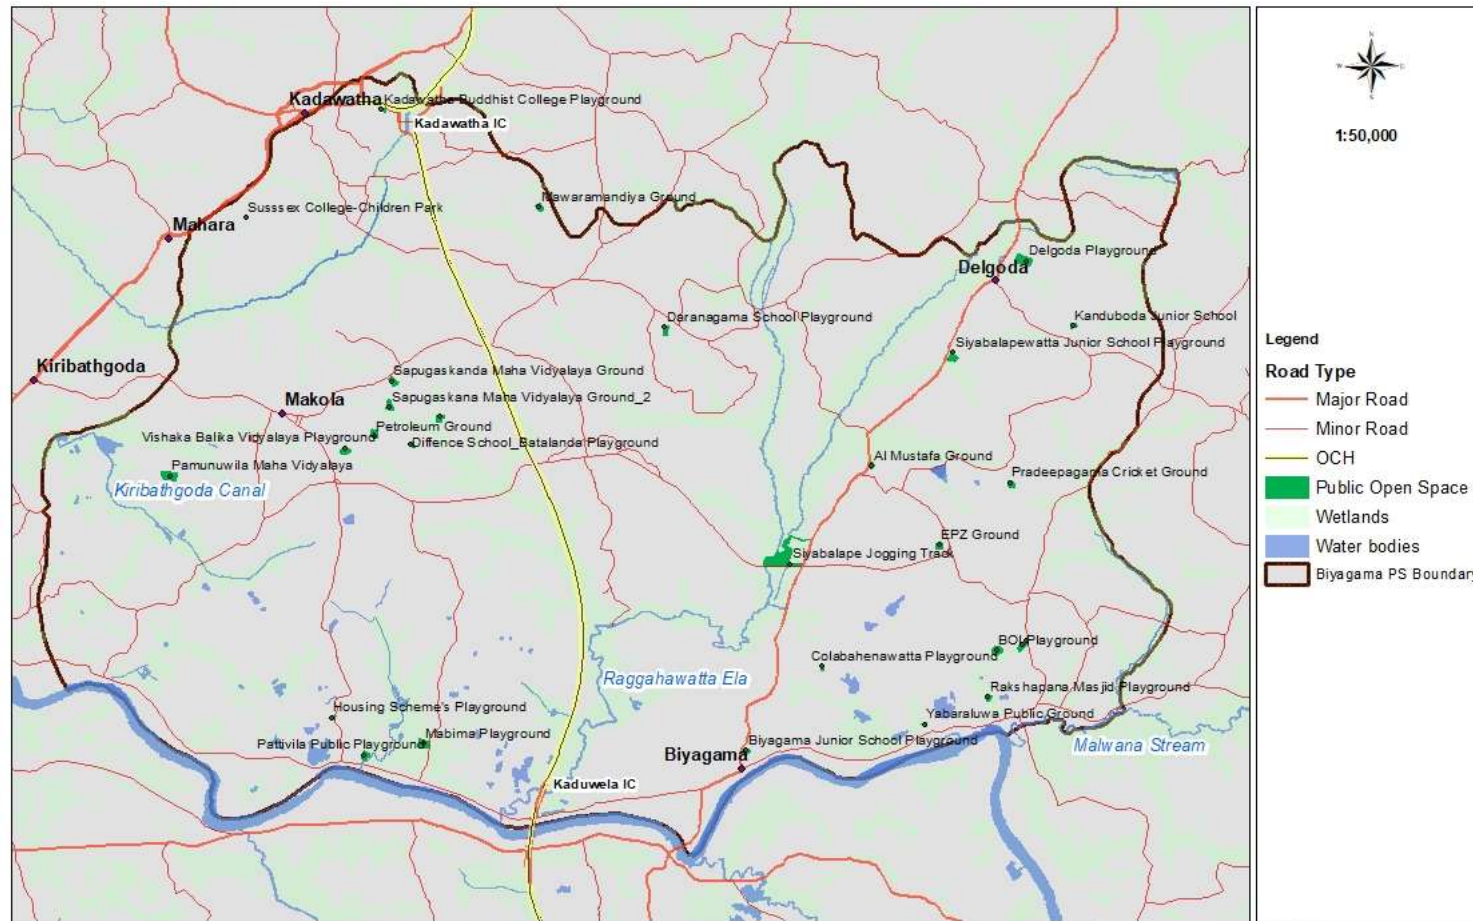 N
W
E
S
1:50,000
Kadawatha
Kadawatha Buddhist College Playground
Kadawatha IC
Susssex College-Children Park
Mawaramandiya Ground
Mahara
Delgoda Playground
Delgoda
Daranagama School Playground
Kanduboda Junior School
Siyabalapewatta Junior School Playground
Kiribathgoda
Sapugaskanda Maha Vidyalaya Ground
Makola
Sapugaskana Maha Vidyalaya Ground_2
Petroleum Ground
Vishaka Balika Vidyalaya Playground
Diffence School_Batalanda Playground
Al Mustafa Ground
Pamunuwila Maha Vidyalaya
Pradeepagama Cricket Ground
Kiribathgoda Canal
EPZ Ground
Siyabalape Jogging Track
BOI Playground
Colabahenawatta Playground
Raggahawatta Ela
Rakshapana Masjid Playground
Housing Scheme's Playground
Yabaraluwa Public Ground
Mabima Playground
Pattivila Public Playground
Biyagama Junior School Playground
Malwana Stream
Biyagama
Kaduwela IC
Legend
Road Type
Major Road
Minor Road
OCH
Public Open Space
Wetlands
Water bodies
Biyagama PS Boundary